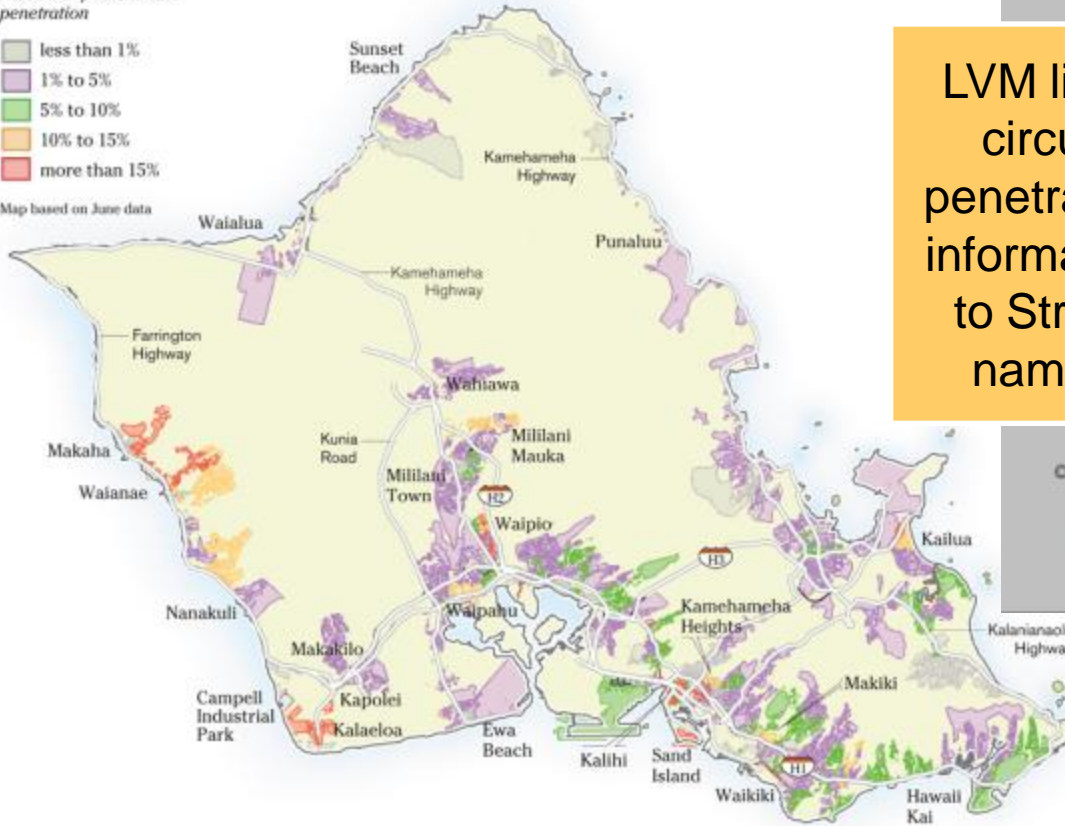 penetration
less than 1%
1% to 5%
5% to 10%
10% to 15%
more than 15%
Map based on June data
Sunset
Beach
Kamehameha
Highway
Waialua
Punaluu
Kamehameha
Highway
Farrington
Highway
Wahiawa
Makaha
Kunia
Road
Mililani
Mauka
Waianae
Mililani
Town
H2
Waipio
H3
Kailua
Nanakuli
Waipahu
Kamehameha
Heights
Highwa
Makakilo
Makiki
Campell
Industrial
Park
Kapolei
Kalaeloa
Ewa
Beach
Kalihi
Sand
Island
H1
Waikiki
Hawaii
Kai
LVM li
circu
penetra
informa
to Str
nam